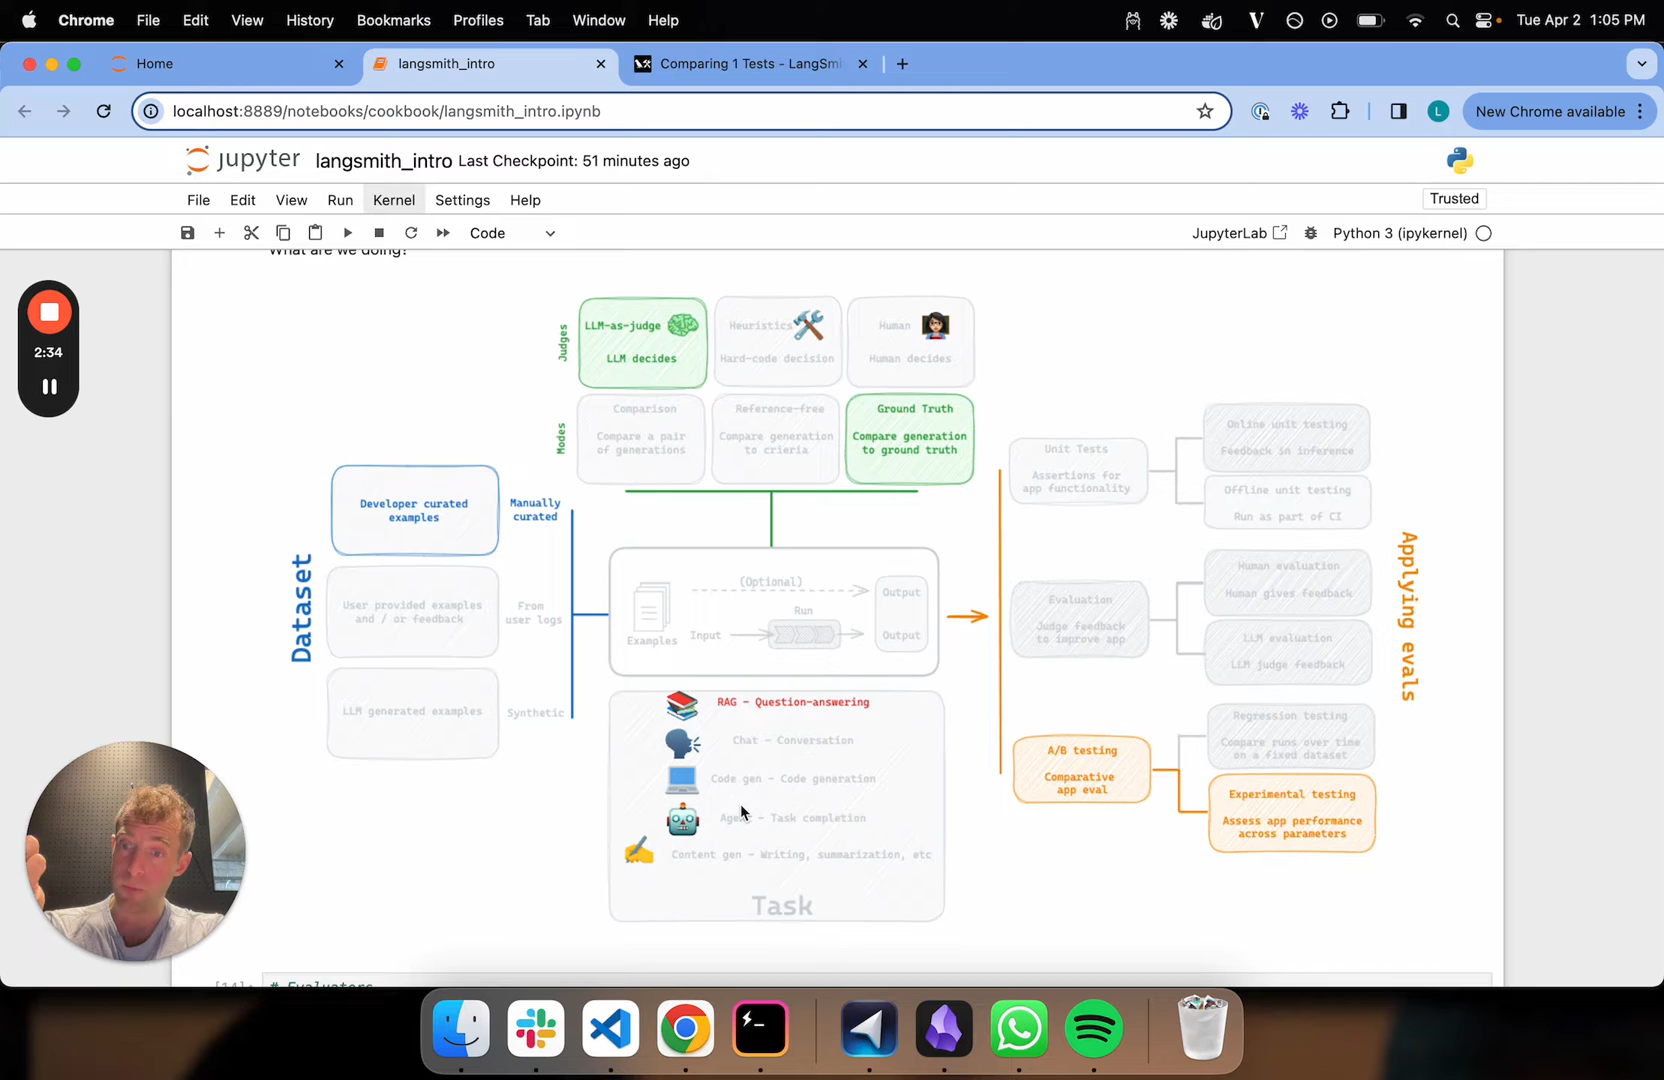 Chrome File Edit View History Bookmarks Profiles Tab Window Help
Tue Apr 2 1:05 PM
Home
langsmith_intro
Comparing 1 Tests - LangSmi
localhost:8889/notebooks/cookbook/langsmith_intro.ipynb
L
New Chrome available
jupyter langsmith_intro Last Checkpoint: 51 minutes ago
File Edit View Run Kernel Settings Help
Trusted
Code
JupyterLab
Python 3 (ipykernel)
What are we doing?
2:34
Judges
LLM-as-judge
LLM decides
Heuristics
Hard-code decision
Human
Human decides
Modes
Comparison
Compare a pair
of generations
Reference-free
Compare generation
to crieria
Ground Truth
Compare generation
to ground truth
Dataset
Developer curated
examples
Manually
curated
User provided examples
and / or feedback
From
user logs
LLM generated examples
Synthetic
Examples
(Optional)
Run
Input
Output
Output
RAG - Question-answering
Chat - Conversation
Code gen - Code generation
Agent - Task completion
Content gen - Writing, summarization, etc
Task
Unit Tests
Assertions for
app functionality
Online unit testing
Feedback in inference
Offline unit testing
Run as part of CI
Evaluation
Judge feedback
to improve app
Human evaluation
Human gives feedback
LLM evaluation
LLM judge feedback
A/B testing
Comparative
app eval
Regression testing
Compare runs over time
on a fixed dataset
Experimental testing
Assess app performance
across parameters
Applying evals
[14]: # Evaluators